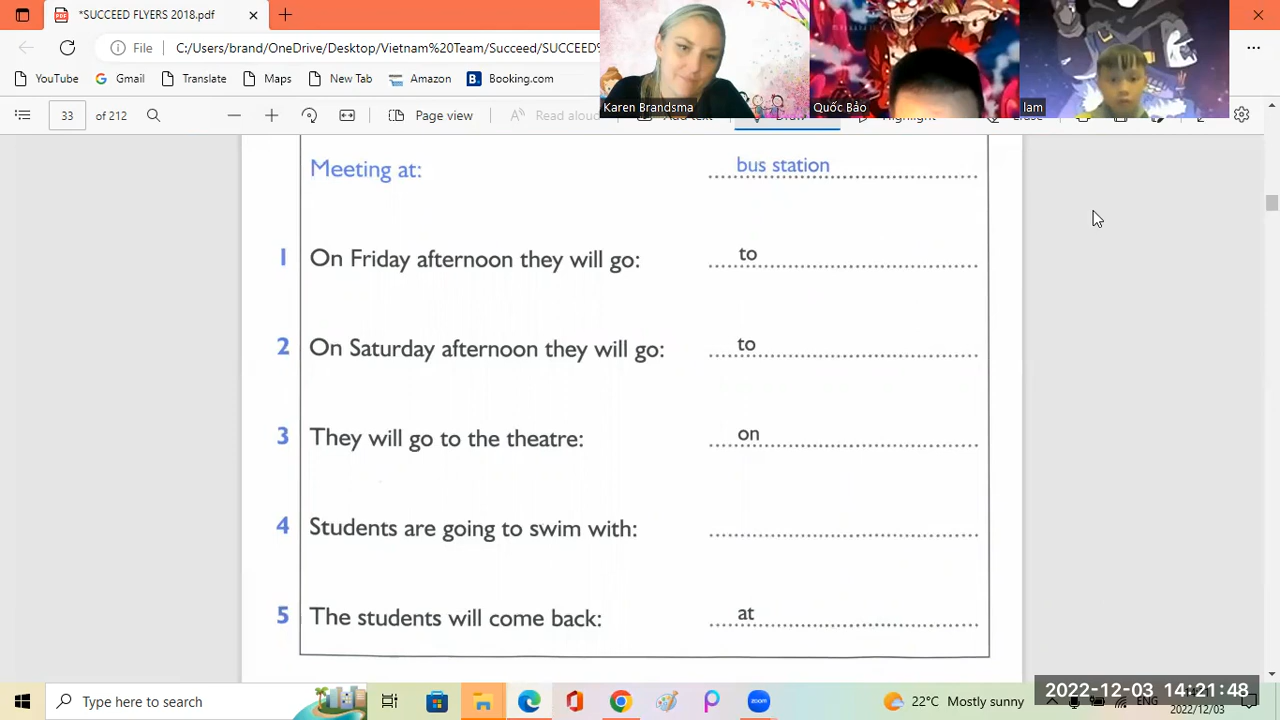 *SUCCEED FLYERS 2018.pdf
File
C:/Users/brand/OneDrive/Desktop/Vietnam%20Team/Succeed/SUCCEED%
YouTube
Gmail
Translate
Maps
New Tab
Amazon
B. Booking.com
33 of 212
Page view
Read aloud
Karen Brandsma
Quốc Bảo
lam
Meeting at: bus station
1 On Friday afternoon they will go: to
2 On Saturday afternoon they will go: to
3 They will go to the theatre: on
4 Students are going to swim with:
5 The students will come back: at
Type here to search
zoom
22°C Mostly sunny
ENG
2022-12-03 14:21:48
2022/12/03